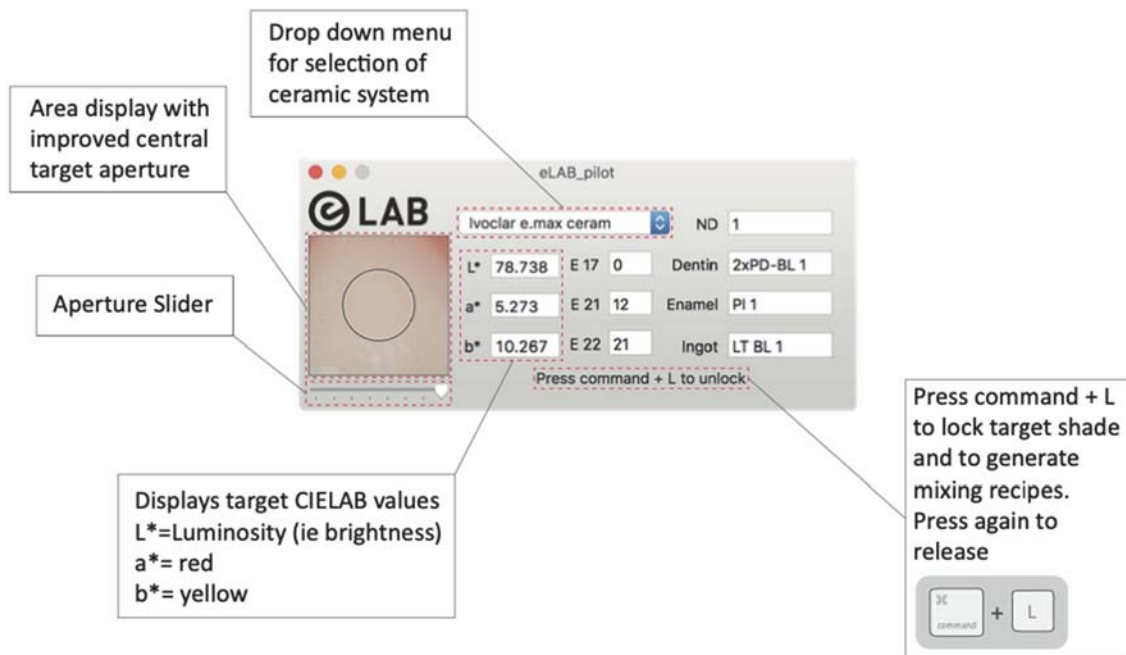 Drop down menu
for selection of
ceramic system
Area display with
improved central
target aperture
Aperture Slider
eLAB_pilot
e LAB
Ivoclar e.max ceram
ND 1
L* 78.738 E 17 0 Dentin 2xPD-BL 1
a* 5.273 E 21 12 Enamel PI 1
b* 10.267 E 22 21 Ingot LT BL 1
Press command + L to unlock
Displays target CIELAB values
L*=Luminosity (ie brightness)
a*= red
b*= yellow
Press command + L
to lock target shade
and to generate
mixing recipes.
Press again to
release
⌘
command + L